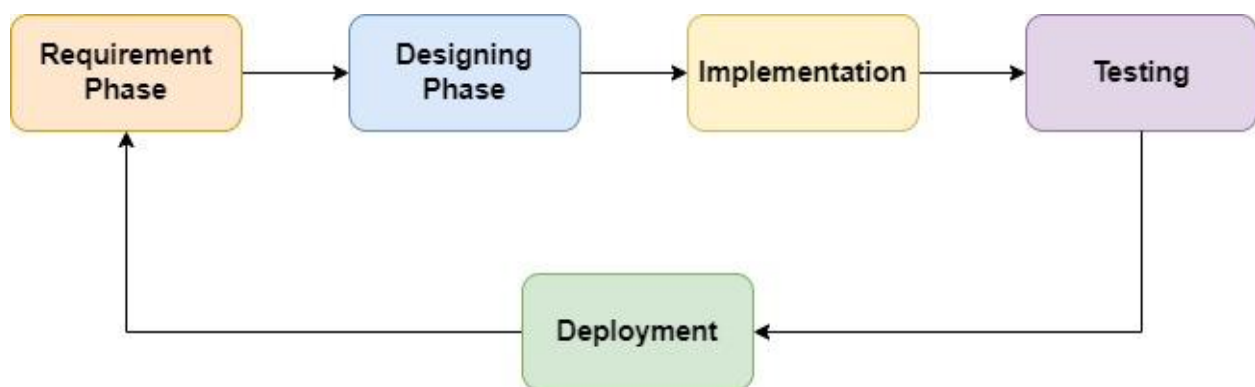 Requirement
Phase
Designing
Phase
Implementation
Testing
Deployment